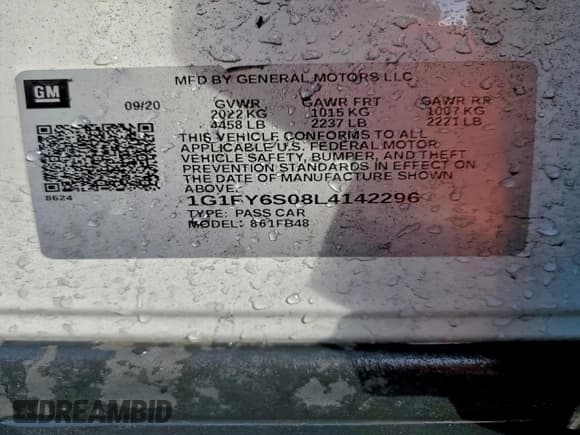 GM
MFD BY GENERAL MOTORS LLC
09/20 GVWR GAWR FRT GAWR RR
2022 KG 1015 KG 1007 KG
4458 LB 2237 LB 2221 LB
THIS VEHICLE CONFORMS TO ALL
APPLICABLE U.S. FEDERAL MOTOR
VEHICLE SAFETY, BUMPER, AND THEFT
PREVENTION STANDARDS IN EFFECT ON
THE DATE OF MANUFACTURE SHOWN
ABOVE.
8624
1G1FY6S08L4142296
TYPE: PASS CAR
MODEL: 861FB48
DREAMBID